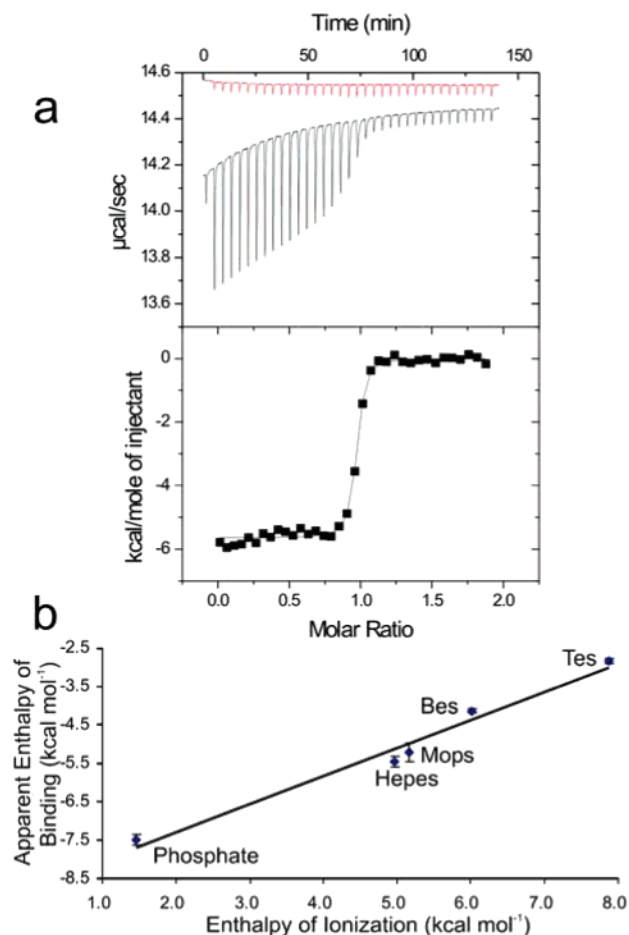 Time (min)
0 50 100 150
a
14.6
14.4
14.2
14.0
13.8
13.6
µcal/sec
0
-2
-4
-6
kcal/mole of injectant
0.0 0.5 1.0 1.5 2.0
Molar Ratio
b
-2.5
-3.5
-4.5
-5.5
-6.5
-7.5
-8.5
Apparent Enthalpy of
Binding (kcal mol⁻¹)
Tes
Bes
Mops
Hepes
Phosphate
1.0 2.0 3.0 4.0 5.0 6.0 7.0 8.0
Enthalpy of Ionization (kcal mol⁻¹)